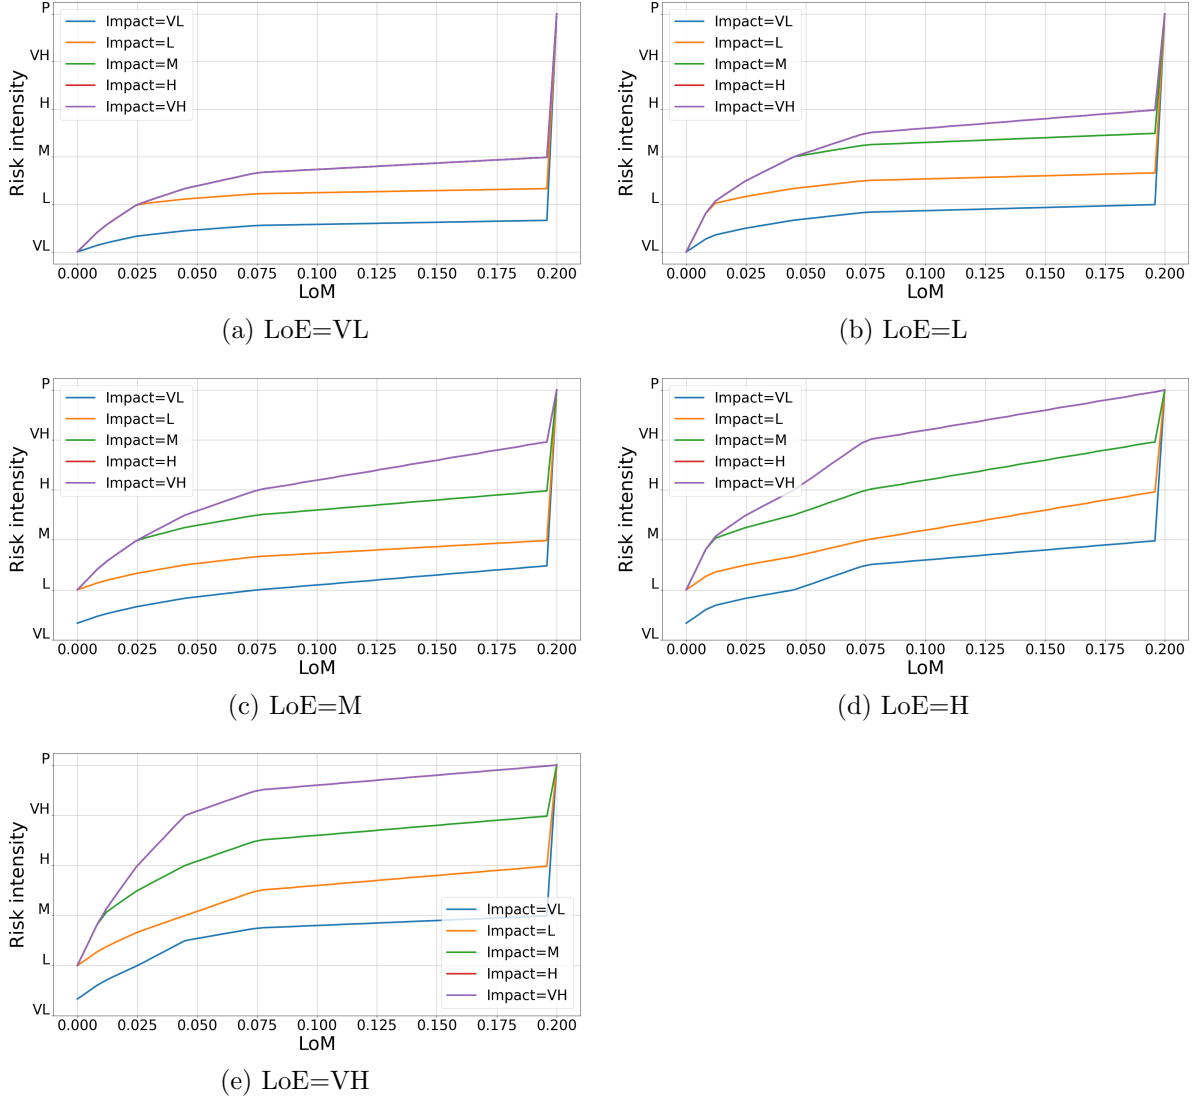 P
VH
H
M
L
VL
Risk intensity
Impact=VL
Impact=L
Impact=M
Impact=H
Impact=VH
0.000 0.025 0.050 0.075 0.100 0.125 0.150 0.175 0.200
LoM
(a) LoE=VL
P
VH
H
M
L
VL
Risk intensity
Impact=VL
Impact=L
Impact=M
Impact=H
Impact=VH
0.000 0.025 0.050 0.075 0.100 0.125 0.150 0.175 0.200
LoM
(b) LoE=L
P
VH
H
M
L
VL
Risk intensity
Impact=VL
Impact=L
Impact=M
Impact=H
Impact=VH
0.000 0.025 0.050 0.075 0.100 0.125 0.150 0.175 0.200
LoM
(c) LoE=M
P
VH
H
M
L
VL
Risk intensity
Impact=VL
Impact=L
Impact=M
Impact=H
Impact=VH
0.000 0.025 0.050 0.075 0.100 0.125 0.150 0.175 0.200
LoM
(d) LoE=H
P
VH
H
M
L
VL
Risk intensity
Impact=VL
Impact=L
Impact=M
Impact=H
Impact=VH
0.000 0.025 0.050 0.075 0.100 0.125 0.150 0.175 0.200
LoM
(e) LoE=VH